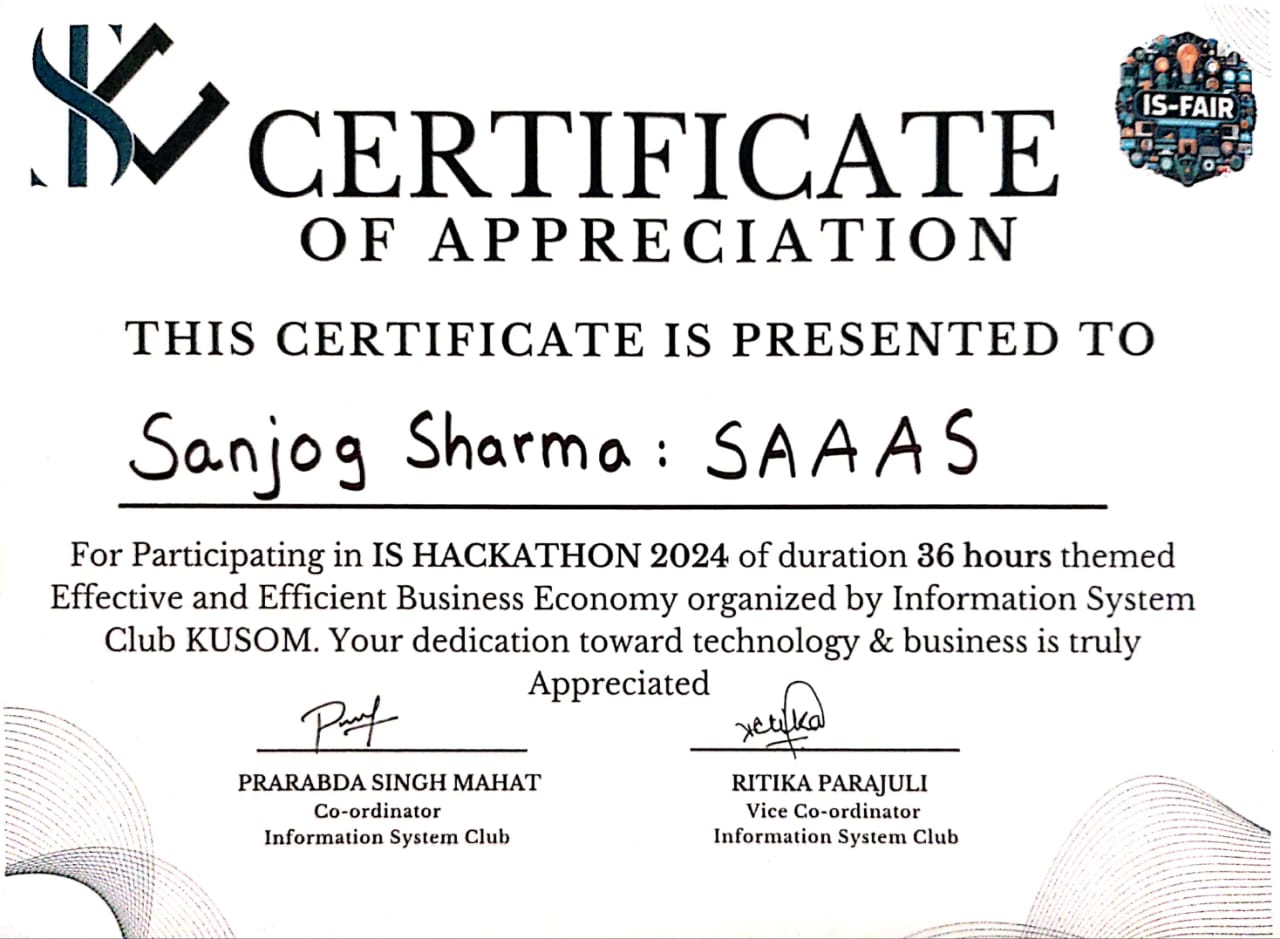 IS-FAIR
CERTIFICATE
OF APPRECIATION
THIS CERTIFICATE IS PRESENTED TO
Sanjog Sharma : SAAAS
For Participating in IS HACKATHON 2024 of duration 36 hours themed
Effective and Efficient Business Economy organized by Information System
Club KUSOM. Your dedication toward technology & business is truly
Appreciated
Ritika
PRARABDA SINGH MAHAT
RITIKA PARAJULI
Co-ordinator
Vice Co-ordinator
Information System Club
Information System Club